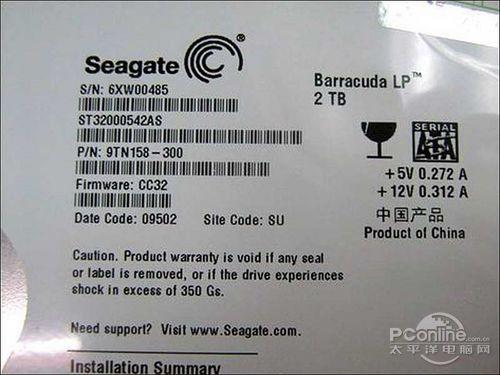 Seagate
S/N: 6XW00485
ST32000542AS
P/N: 9TN158-300
Firmware: CC32
Date Code: 09502 Site Code: SU
Barracuda LP™
2 TB
SERIAL
ATA
+5V 0.272 A
+12V 0.312 A
中国产品
Product of China
Caution. Product warranty is void if any seal
or label is removed, or if the drive experiences
shock in excess of 350 Gs.
Need support? Visit www.Seagate.com.
Installation Summary
PConline.com.cn
太平洋电脑网